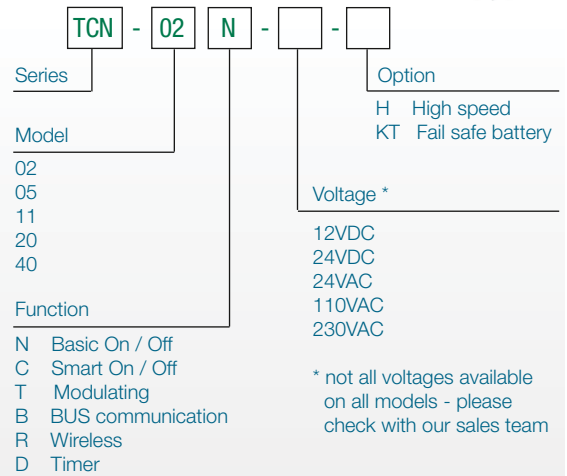 TCN - 02 N - -
Series
Option
H High speed
KT Fail safe battery
Model
02
05
11
20
40
Voltage *
12VDC
24VDC
24VAC
110VAC
230VAC
Function
N Basic On / Off
C Smart On / Off
T Modulating
B BUS communication
R Wireless
D Timer
* not all voltages available
on all models - please
check with our sales team